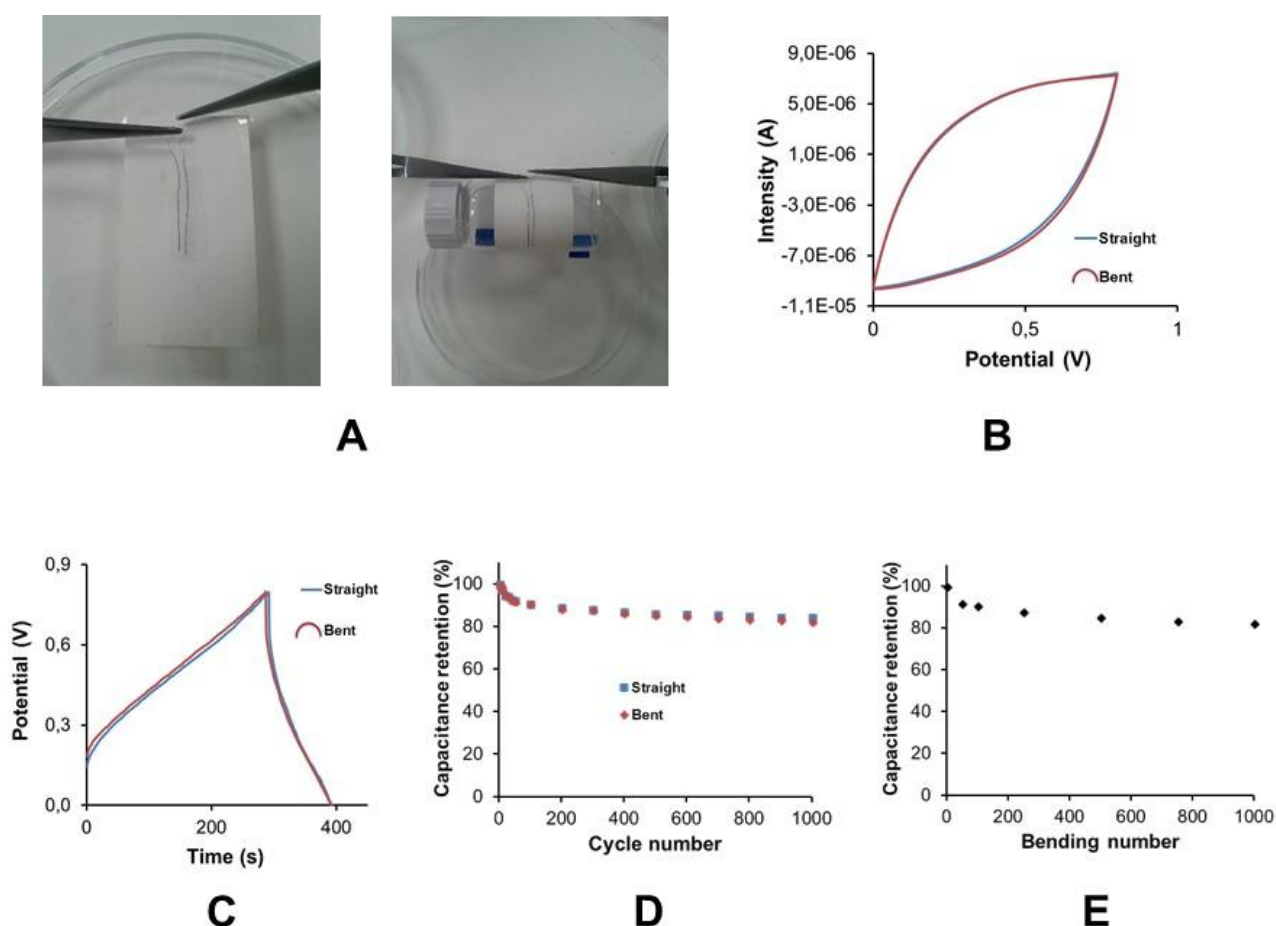 A
9,0E-06
5,0E-06
1,0E-06
-3,0E-06
-7,0E-06
-1,1E-05
Intensity (A)
0
0,5
1
Potential (V)
Straight
Bent
B
0,9
0,6
0,3
0,0
Potential (V)
0
200
400
Time (s)
Straight
Bent
C
100
80
60
40
20
0
Capacitance retention (%)
0
200
400
600
800
1000
Cycle number
Straight
Bent
D
100
80
60
40
20
0
Capacitance retention (%)
0
200
400
600
800
1000
Bending number
E